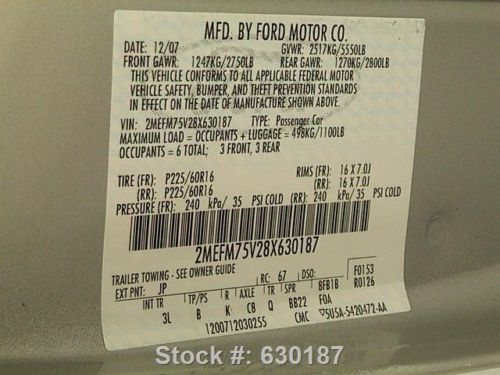 MFD. BY FORD MOTOR CO.
12/07 GVWR: 2517KG/5550LB
FRONT GAWR: 1247KG/2750LB REAR GAWR: 1270KG/2800LB
THIS VEHICLE CONFORMS TO ALL APPLICABLE FEDERAL MOTOR
VEHICLE SAFETY, BUMPER, AND THEFT PREVENTION STANDARDS
IN EFFECT ON THE DATE OF MANUFACTURE SHOWN ABOVE.
VIN: 2MEFM75V28X630187 TYPE: Passenger Car
MAXIMUM LOAD = OCCUPANTS + LUGGAGE = 498KG/1100LB
OCCUPANTS = 6 TOTAL; 3 FRONT, 3 REAR
TIRE (FR): P225/60R16 RIMS (FR): 16 X 7.0J
(RR): P225/60R16 (RR): 16 X 7.0J
PRESSURE (FR): 240 kPa/ 35 PSI COLD (RR) 240 kPa/ 35 PSI COLD
2MEFM75V28X630187
TRAILER TOWING - SEE OWNER GUIDE
EXT PNT: JP RC: 67 DSO: F0153
INT TR TP/PS R AXLE TR SPR BFB1B R0126
3L B K CB Q BB22 FOA
1200712030255 CMC 5U5A-5420472-AA
Stock #: 630187